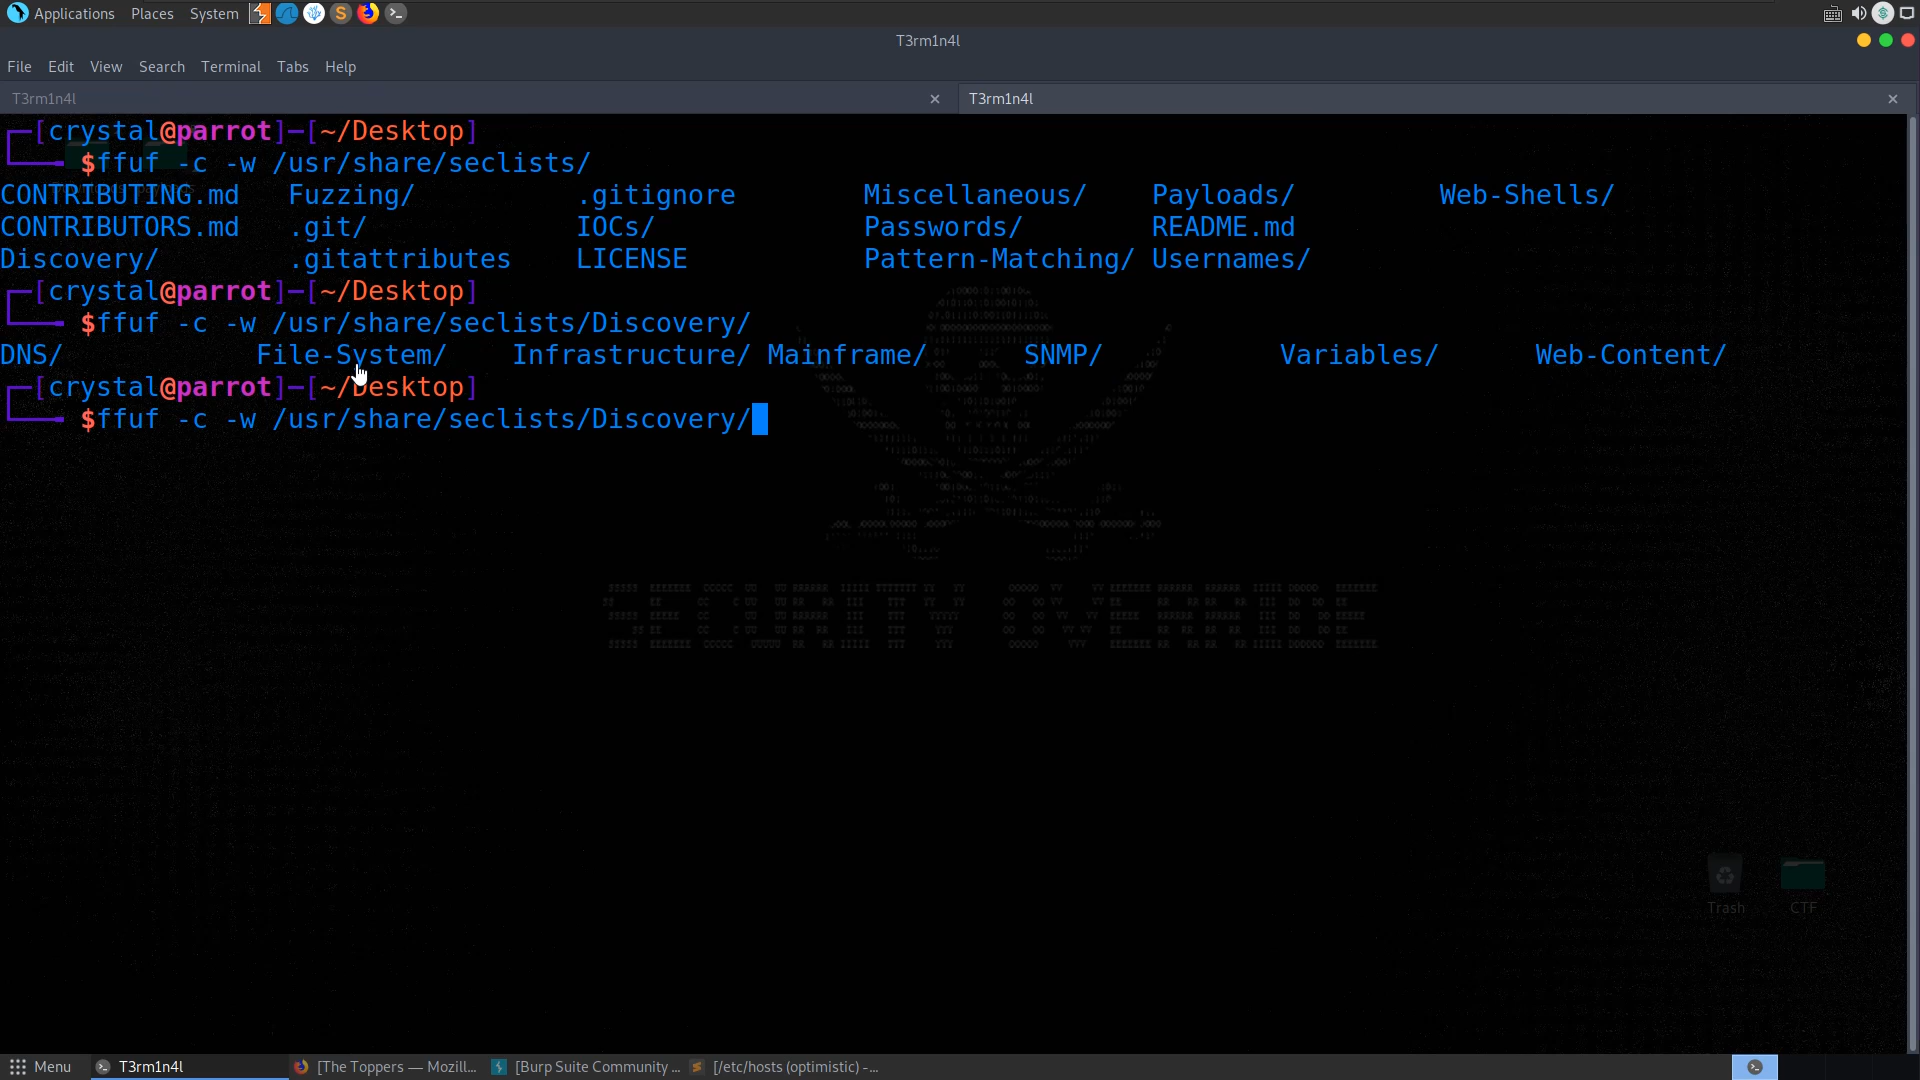 Applications Places System
T3rm1n4l
File Edit View Search Terminal Tabs Help
T3rm1n4l × T3rm1n4l ×
┌─[crystal@parrot]─[~/Desktop]
└──╼ $ffuf -c -w /usr/share/seclists/
CONTRIBUTING.md Fuzzing/ .gitignore Miscellaneous/ Payloads/ Web-Shells/
CONTRIBUTORS.md .git/ IOCs/ Passwords/ README.md
Discovery/ .gitattributes LICENSE Pattern-Matching/ Usernames/
┌─[crystal@parrot]─[~/Desktop]
└──╼ $ffuf -c -w /usr/share/seclists/Discovery/
DNS/ File-System/ Infrastructure/ Mainframe/ SNMP/ Variables/ Web-Content/
┌─[crystal@parrot]─[~/Desktop]
└──╼ $ffuf -c -w /usr/share/seclists/Discovery/
SECURITY OVERRIDE
Trash CTF
Menu T3rm1n4l [The Toppers — Mozill... [Burp Suite Community ... [/etc/hosts (optimistic) -...